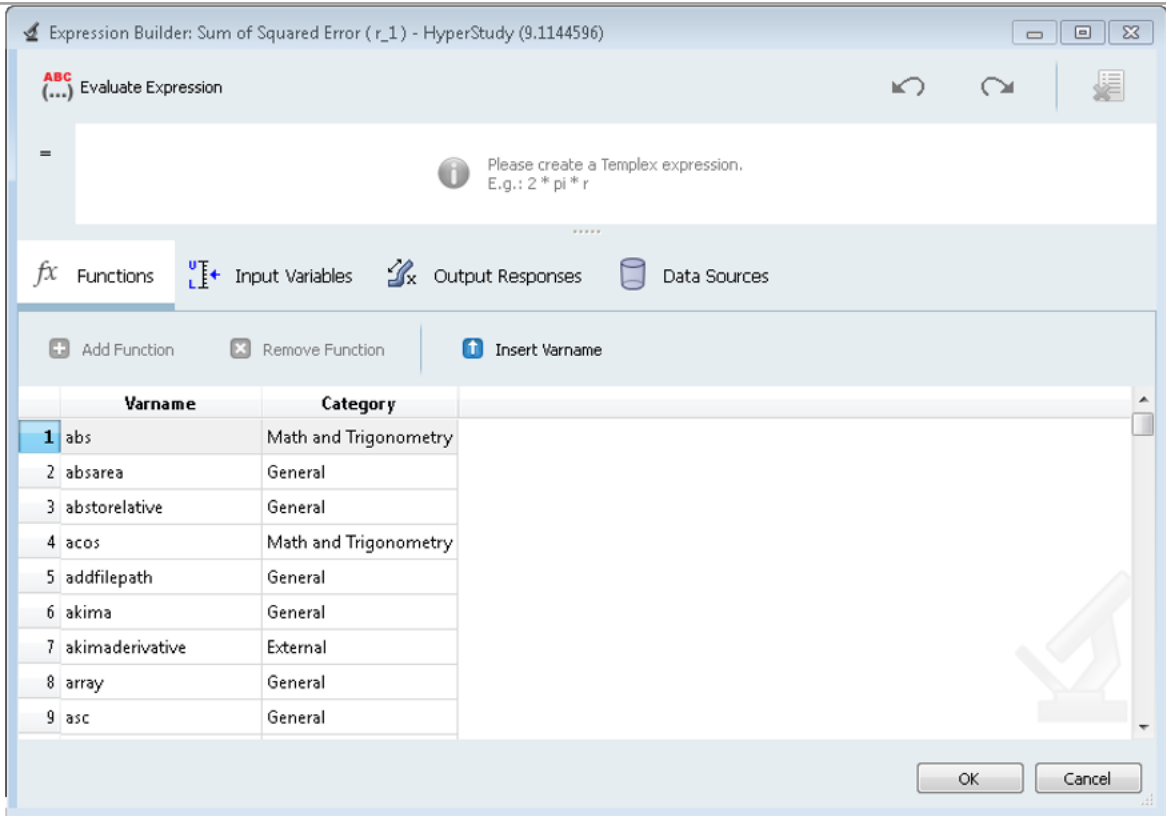 Expression Builder: Sum of Squared Error ( r_1 ) - HyperStudy (9.1144596)
ABC
(...) Evaluate Expression
=
i Please create a Templex expression.
E.g.: 2 * pi * r
fx Functions U L Input Variables x Output Responses Data Sources
Add Function Remove Function Insert Varname
Varname Category
1 abs Math and Trigonometry
2 absarea General
3 abstorelative General
4 acos Math and Trigonometry
5 addfilepath General
6 akima General
7 akimaderivative External
8 array General
9 asc General
OK Cancel